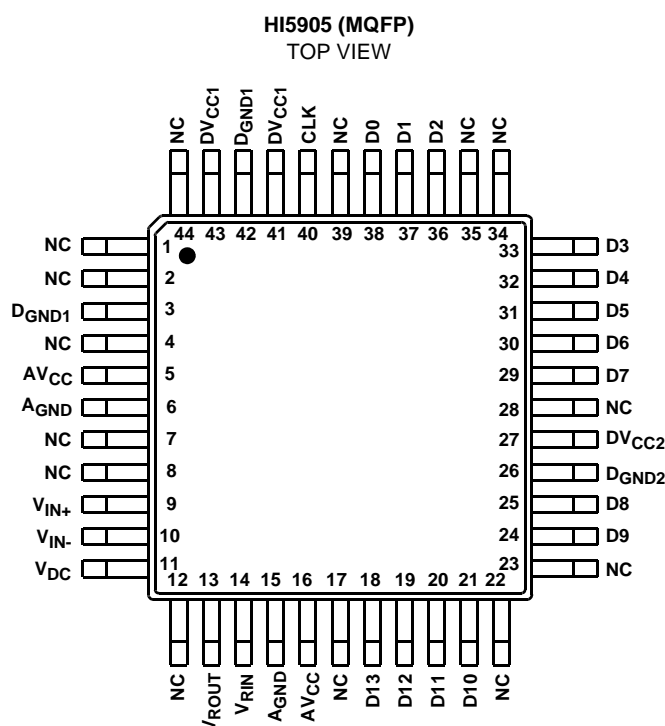 HI5905 (MQFP)
TOP VIEW
NC DVCC1 DGND1 DVCC1 CLK NC D0 D1 D2 NC NC
44 43 42 41 40 39 38 37 36 35 34
NC 1 33 D3
NC 2 32 D4
DGND1 3 31 D5
NC 4 30 D6
AVCC 5 29 D7
AGND 6 28 NC
NC 7 27 DVCC2
NC 8 26 DGND2
VIN+ 9 25 D8
VIN- 10 24 D9
VDC 11 23 NC
12 13 14 15 16 17 18 19 20 21 22
NC VROUT VRIN AGND AVCC NC D13 D12 D11 D10 NC